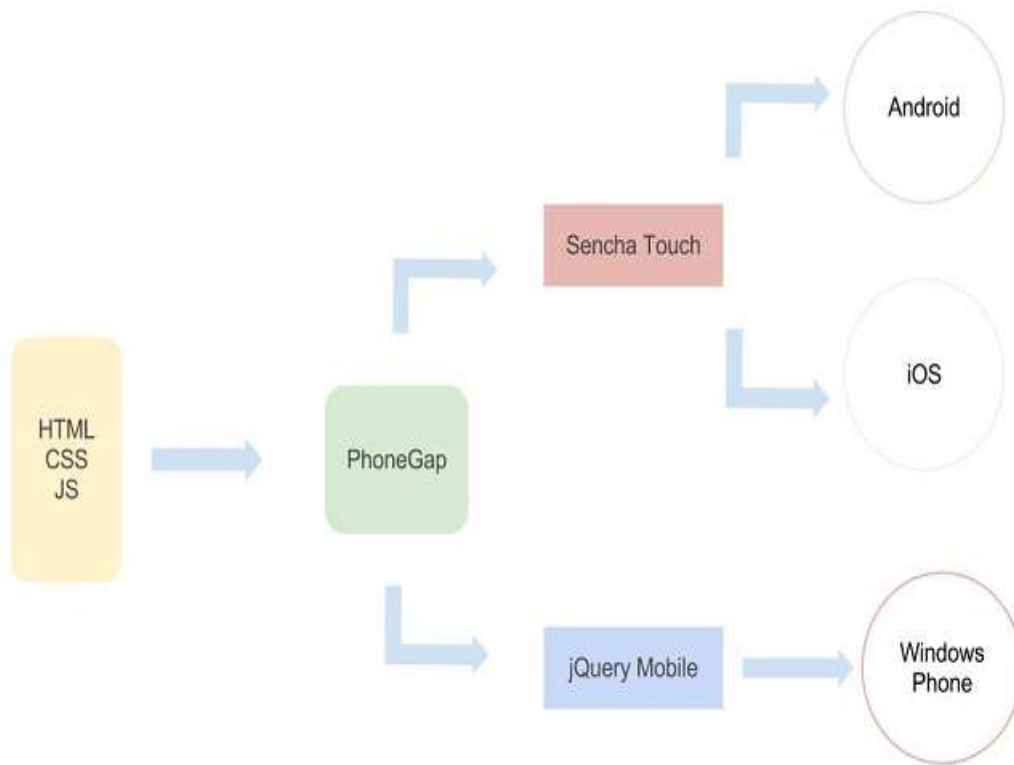 HTML
CSS
JS
PhoneGap
Sencha Touch
jQuery Mobile
Android
iOS
Windows
Phone